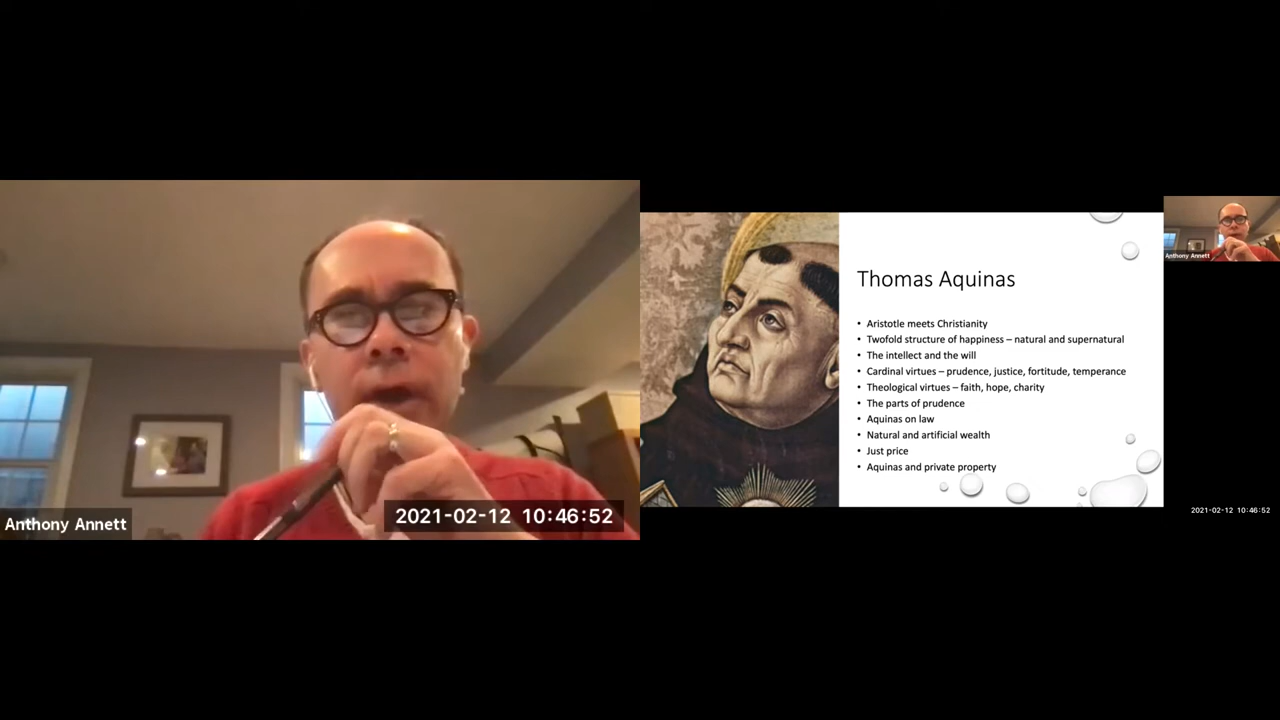 Anthony Annett
2021-02-12 10:46:52
Thomas Aquinas
• Aristotle meets Christianity
• Twofold structure of happiness – natural and supernatural
• The intellect and the will
• Cardinal virtues – prudence, justice, fortitude, temperance
• Theological virtues – faith, hope, charity
• The parts of prudence
• Aquinas on law
• Natural and artificial wealth
• Just price
• Aquinas and private property
Anthony Annett
2021-02-12 10:46:52